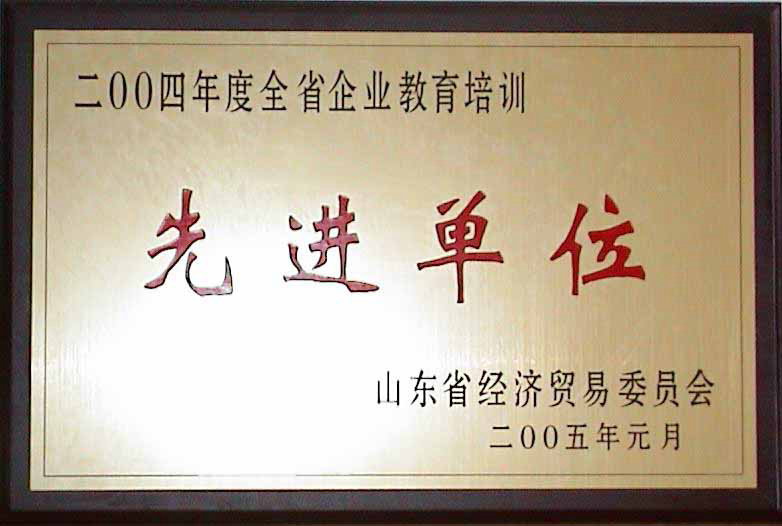 二00四年度全省企业教育培训
先进单位
山东省经济贸易委员会
二00五年元月